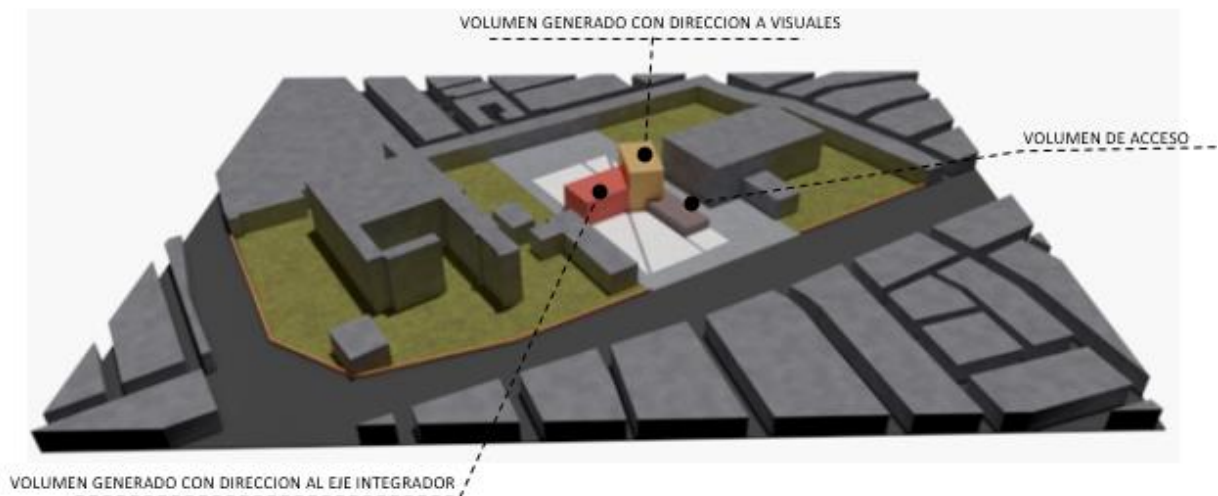 VOLUMEN GENERADO CON DIRECCION A VISUALES
VOLUMEN DE ACCESO
VOLUMEN GENERADO CON DIRECCION AL EJE INTEGRADOR